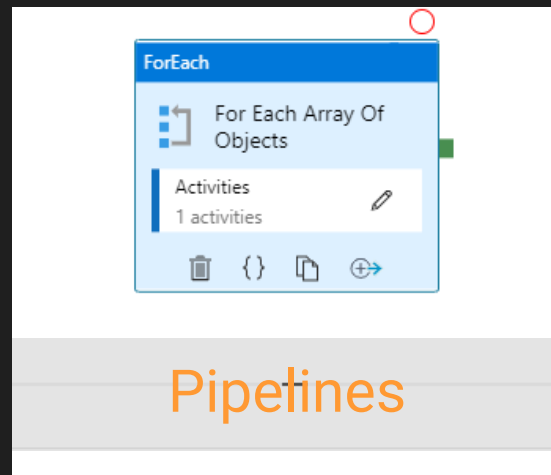 ForEach
For Each Array Of
Objects
Activities
1 activities
{}
Pipelines